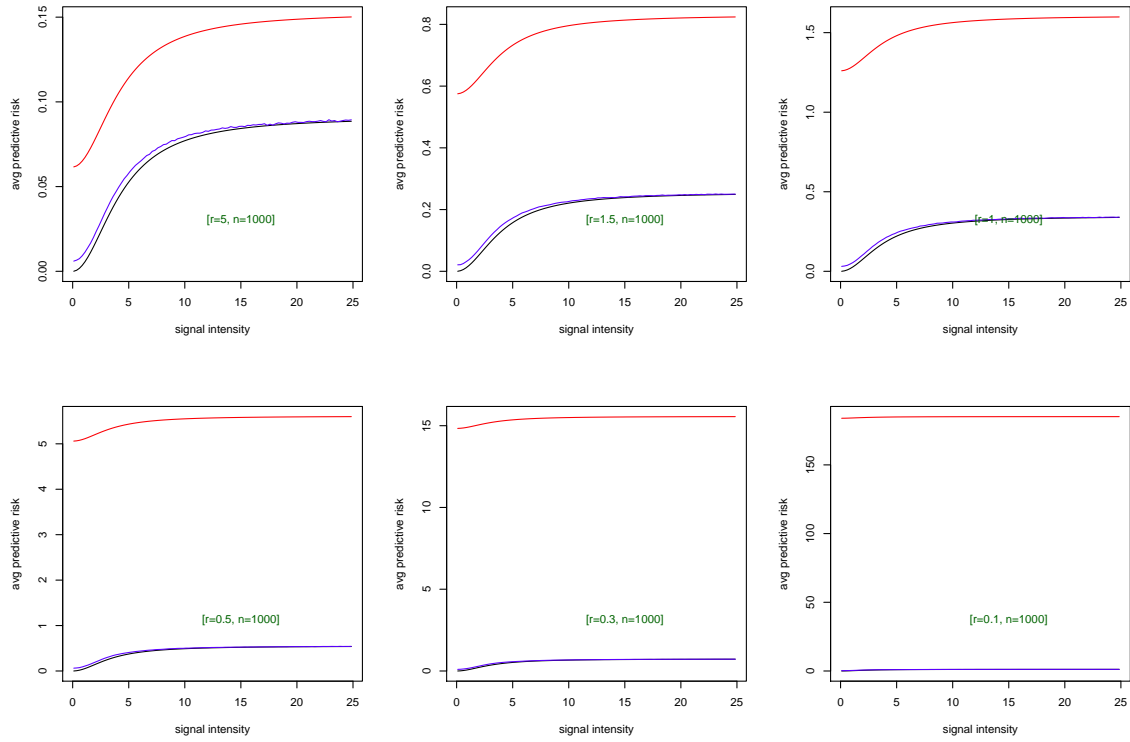 0.15
0.10
0.05
0.00
avg predictive risk
[r=5, n=1000]
0 5 10 15 20 25
signal intensity
0.8
0.6
0.4
0.2
0.0
avg predictive risk
[r=1.5, n=1000]
0 5 10 15 20 25
signal intensity
1.5
1.0
0.5
0.0
avg predictive risk
[r=1, n=1000]
0 5 10 15 20 25
signal intensity
5
4
3
2
1
0
avg predictive risk
[r=0.5, n=1000]
0 5 10 15 20 25
signal intensity
15
10
5
0
avg predictive risk
[r=0.3, n=1000]
0 5 10 15 20 25
signal intensity
150
100
50
0
avg predictive risk
[r=0.1, n=1000]
0 5 10 15 20 25
signal intensity